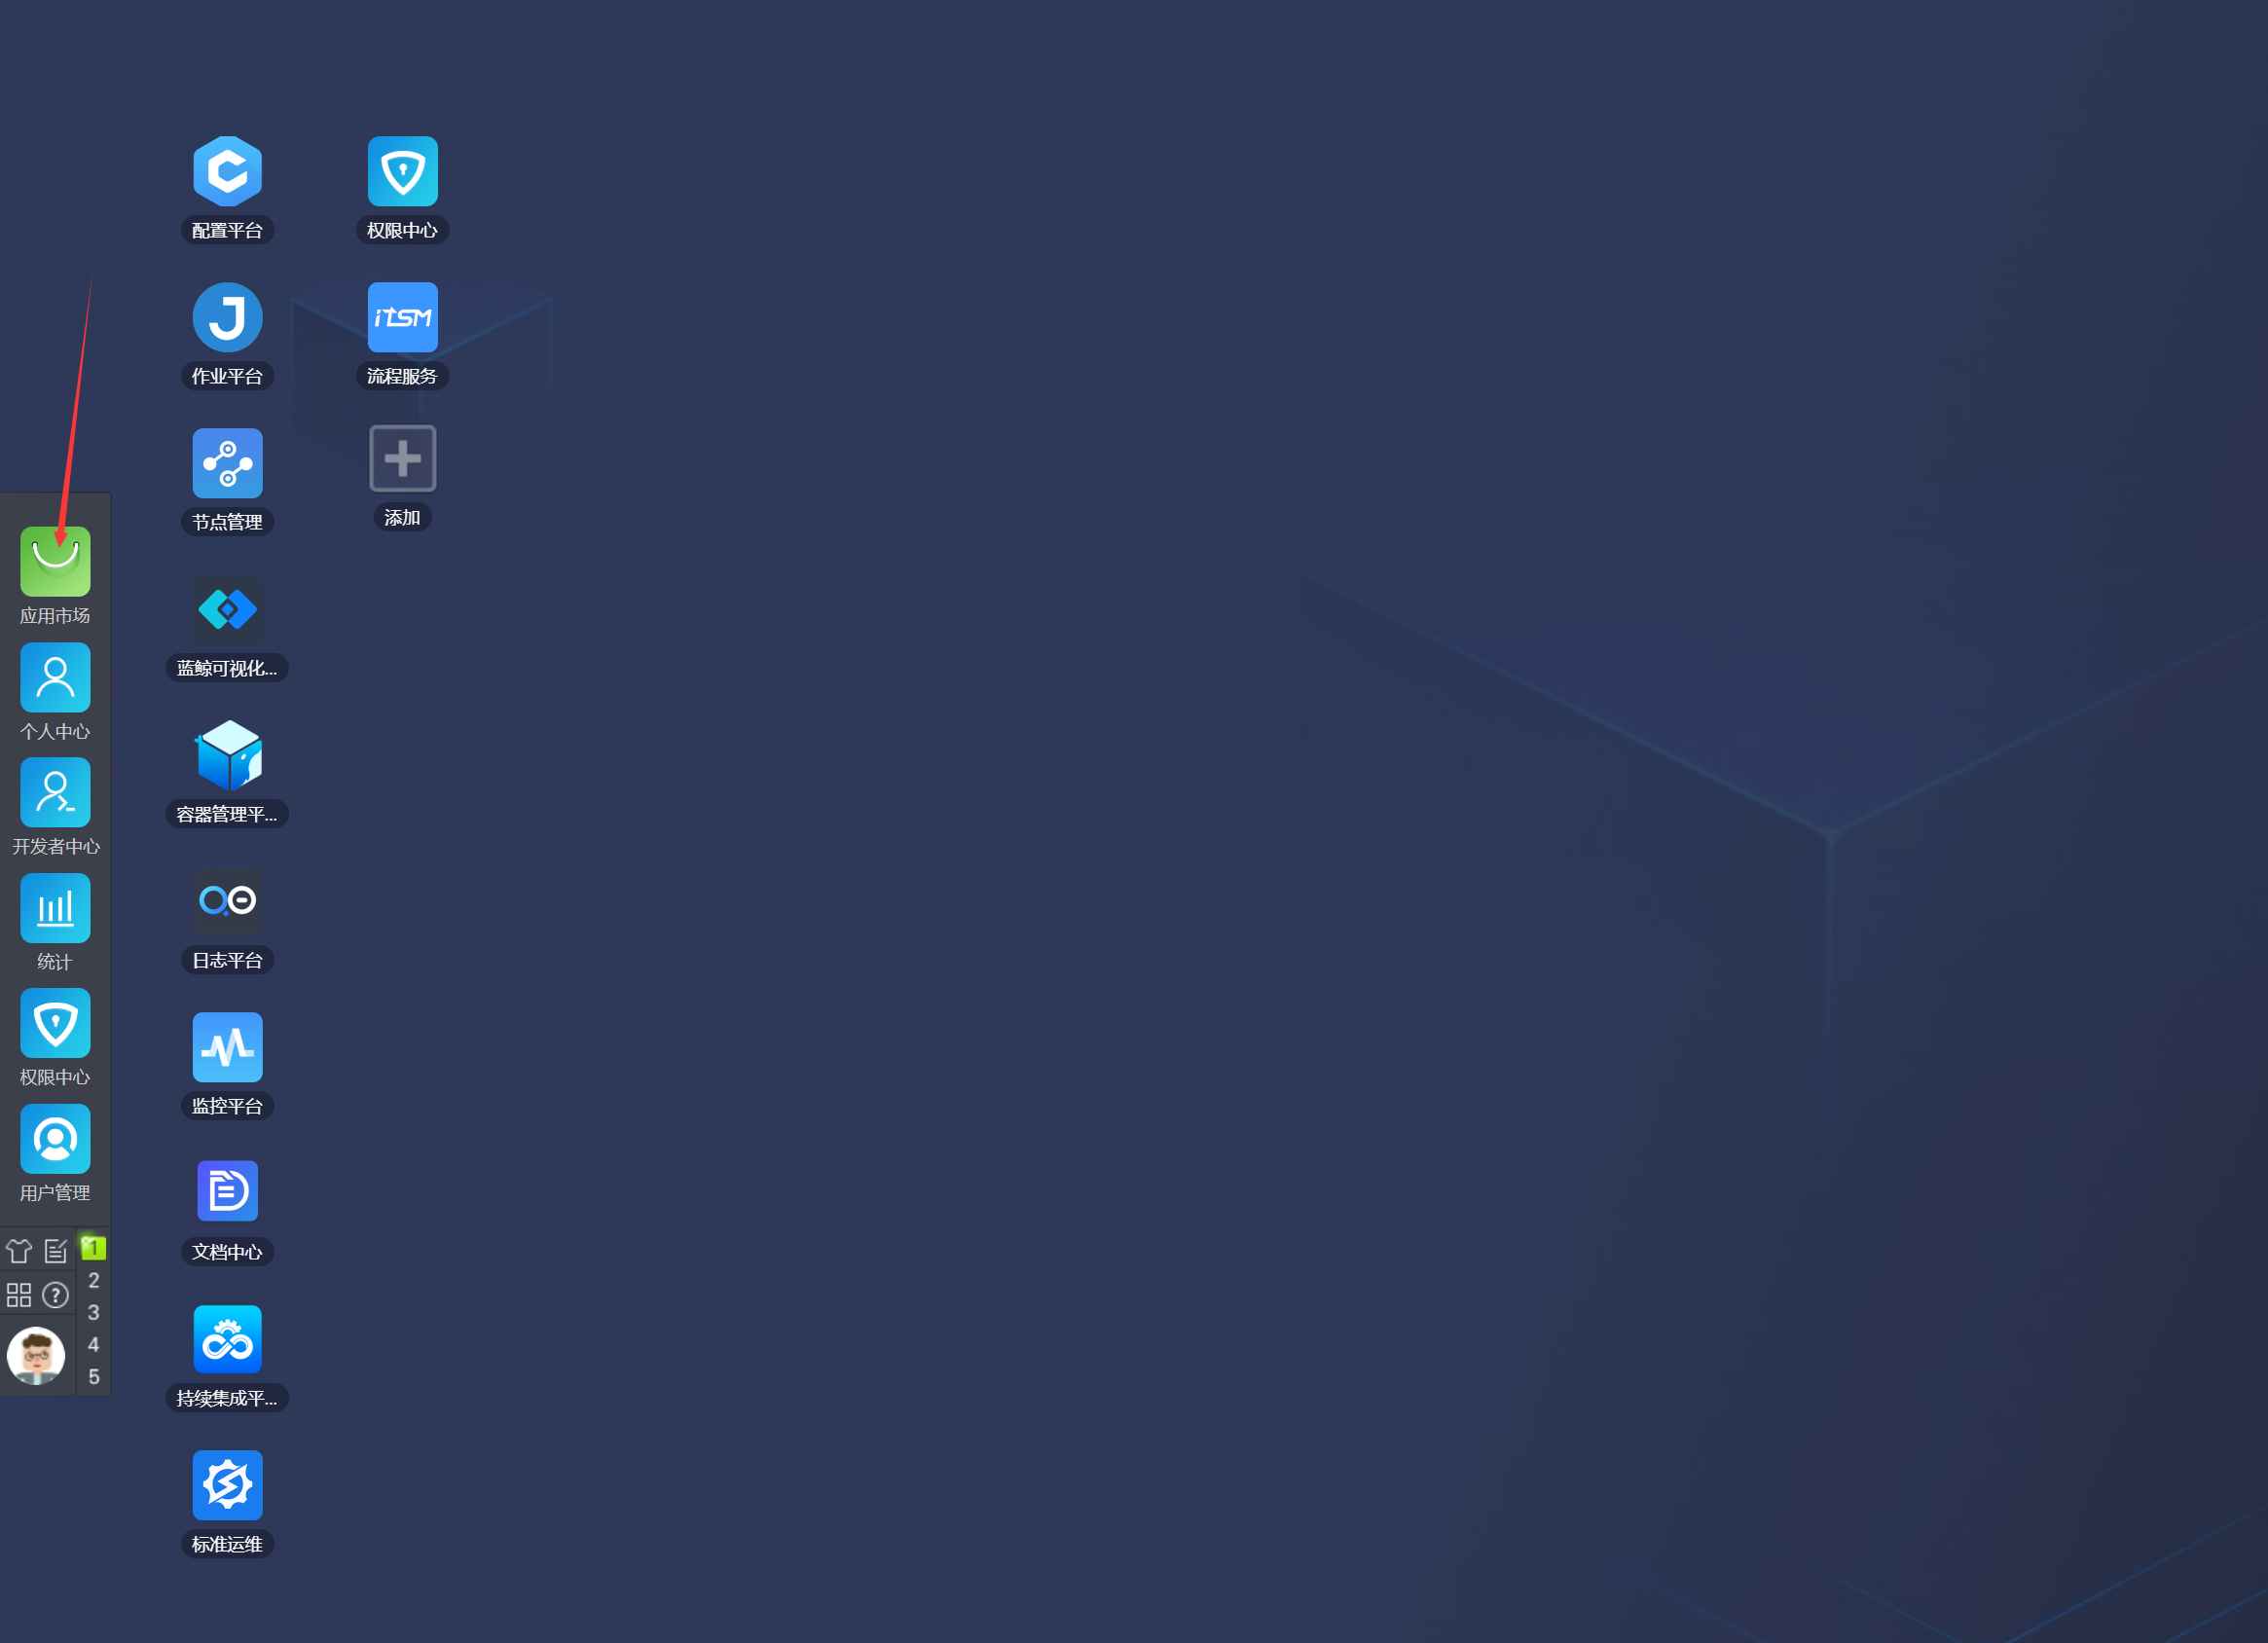 配置平台
权限中心
作业平台
iTSM
流程服务
节点管理
添加
蓝鲸可视化...
容器管理平...
日志平台
监控平台
文档中心
持续集成平...
标准运维
应用市场
个人中心
开发者中心
统计
权限中心
用户管理
1
2
3
4
5